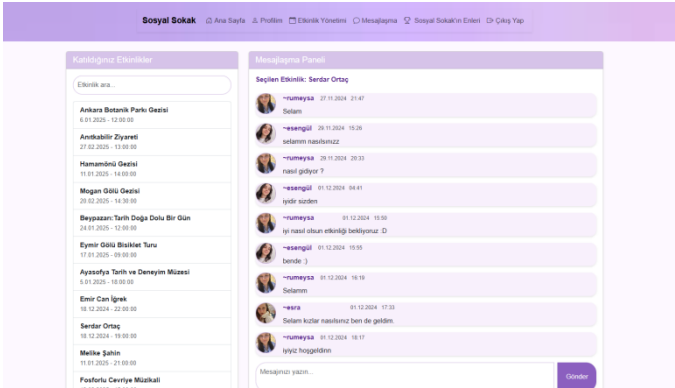 Sosyal Sokak Ana Sayfa Profilim Etkinlik Yönetimi Mesajlaşma Sosyal Sokak'ın Enleri Çıkış Yap
Katıldığınız Etkinlikler
Etkinlik ara...
Ankara Botanik Parkı Gezisi
6.01.2025 - 12:00:00
Anıtkabilir Ziyareti
27.02.2025 - 13:00:00
Hamamönü Gezisi
11.01.2025 - 14:00:00
Mogan Gölü Gezisi
20.02.2025 - 14:30:00
Beypazarı:Tarih Doğa Dolu Bir Gün
24.01.2025 - 12:00:00
Eymir Gölü Bisiklet Turu
17.01.2025 - 09:00:00
Ayasofya Tarih ve Deneyim Müzesi
5.01.2025 - 10:00:00
Emir Can İğrek
18.12.2024 - 22:00:00
Serdar Ortaç
18.12.2024 - 19:00:00
Melike Şahin
11.01.2025 - 21:00:00
Fosforlu Cevriye Müzikali
Mesajlaşma Paneli
Seçilen Etkinlik: Serdar Ortaç
~rumeysa 27.11.2024 21:47
Selam
~esengül 28.11.2024 15:26
selamm nasılsınızz
~rumeysa 29.11.2024 20:33
nasıl gidiyor ?
~esengül 01.12.2024 04:41
iyidir sizden
~rumeysa 01.12.2024 15:50
iyi nasıl olsun etkinliği bekliyoruz :D
~esengül 01.12.2024 15:55
bende :)
~rumeysa 01.12.2024 16:10
Selamm
~esra 01.12.2024 17:33
Selam kızlar nasılsınız ben de geldim.
~rumeysa 01.12.2024 18:17
iyiyiz hoşgeldinn
Mesajınızı yazın...
Gönder